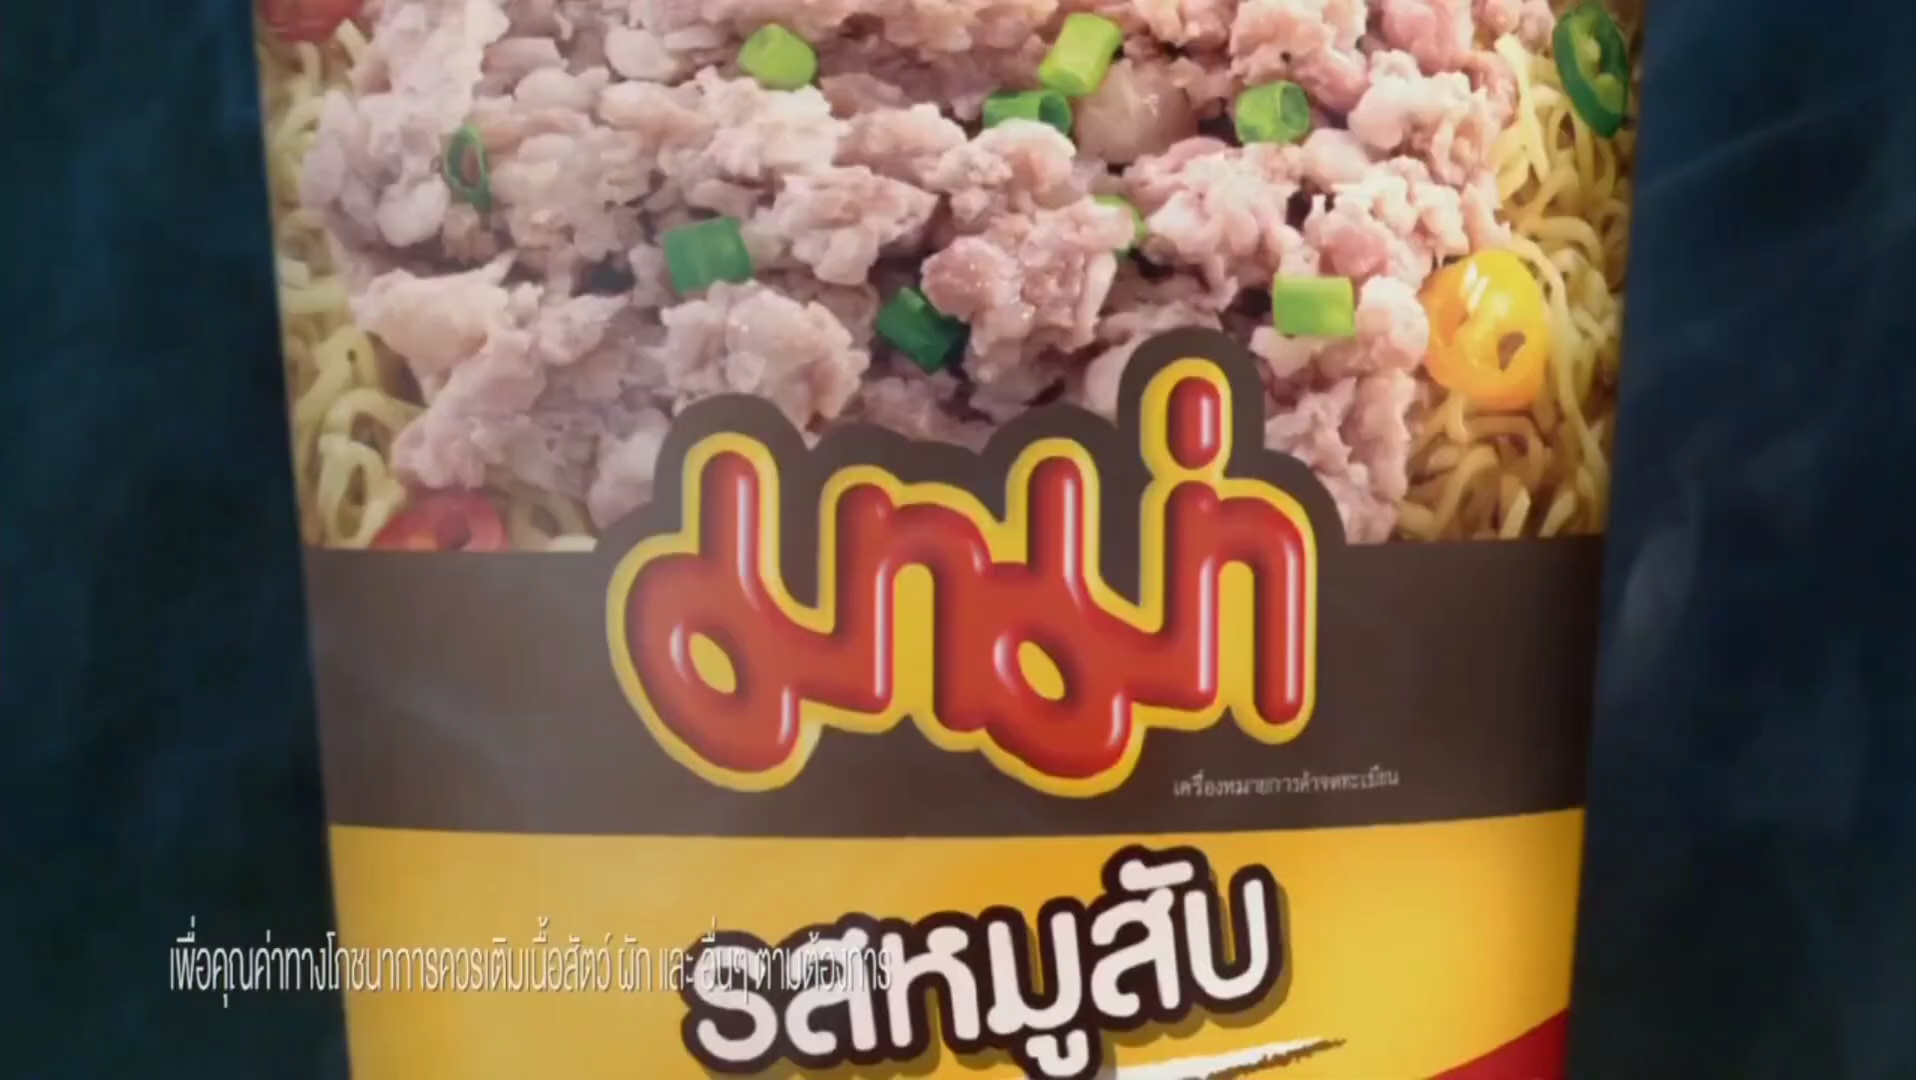 มาม่า
เครื่องหมายการค้าจดทะเบียน
รสหมูสับ
เพื่อคุณค่าทางโภชนาการควรเติมเนื้อสัตว์ ผัก และ อื่นๆ ตามต้องการ